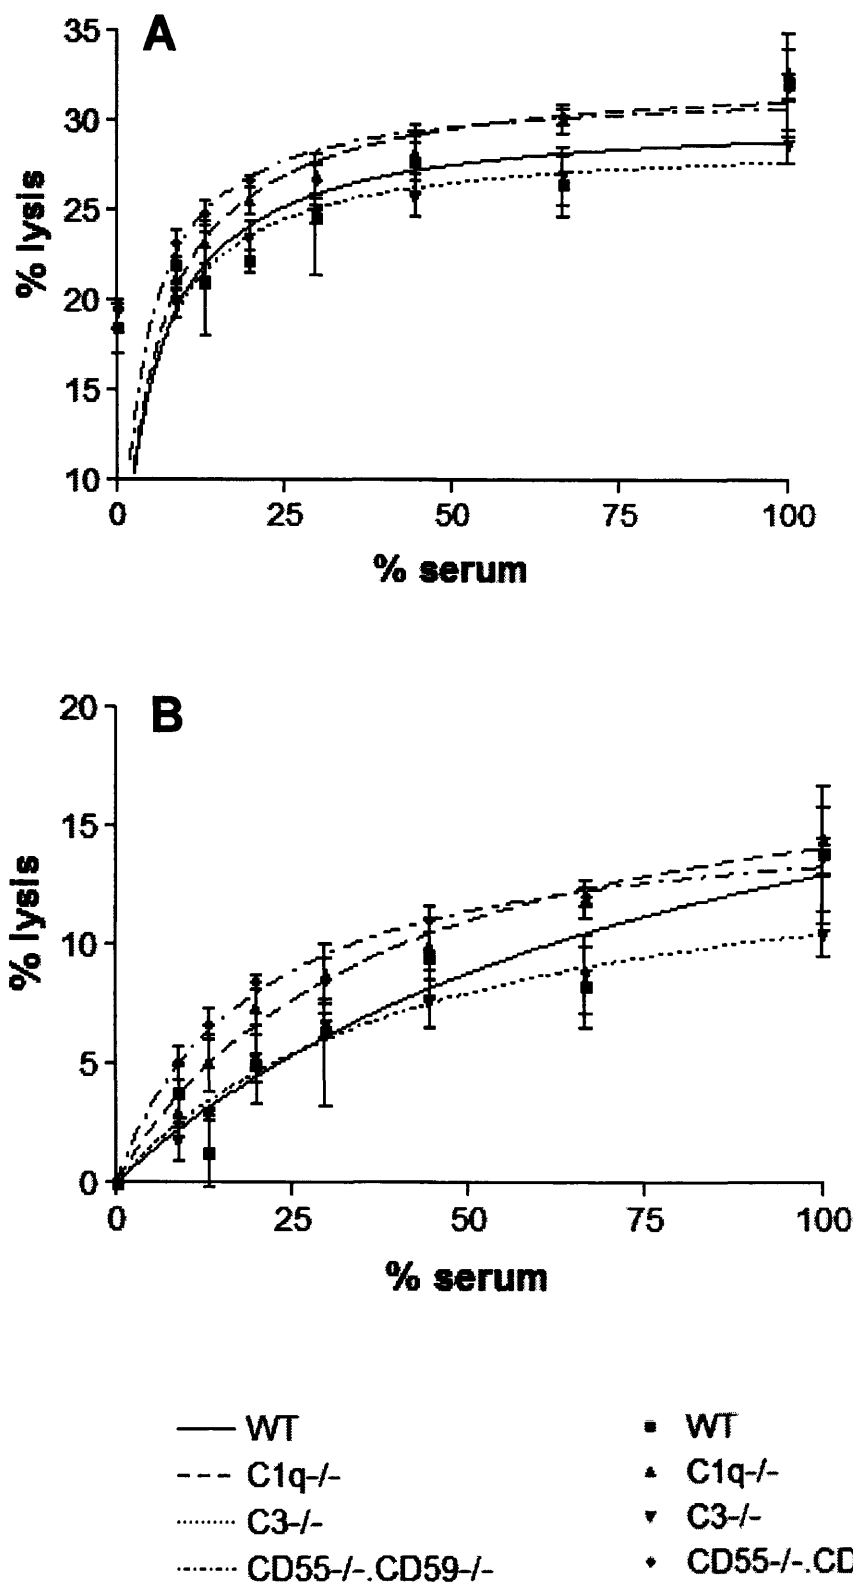 A
35
30
25
20
15
10
% lysis
0 25 50 75 100
% serum
B
20
15
10
5
0
% lysis
0 25 50 75 100
% serum
WT WT
C1q-/- C1q-/-
C3-/- C3-/-
CD55-/-.CD59-/- CD55-/-.CD